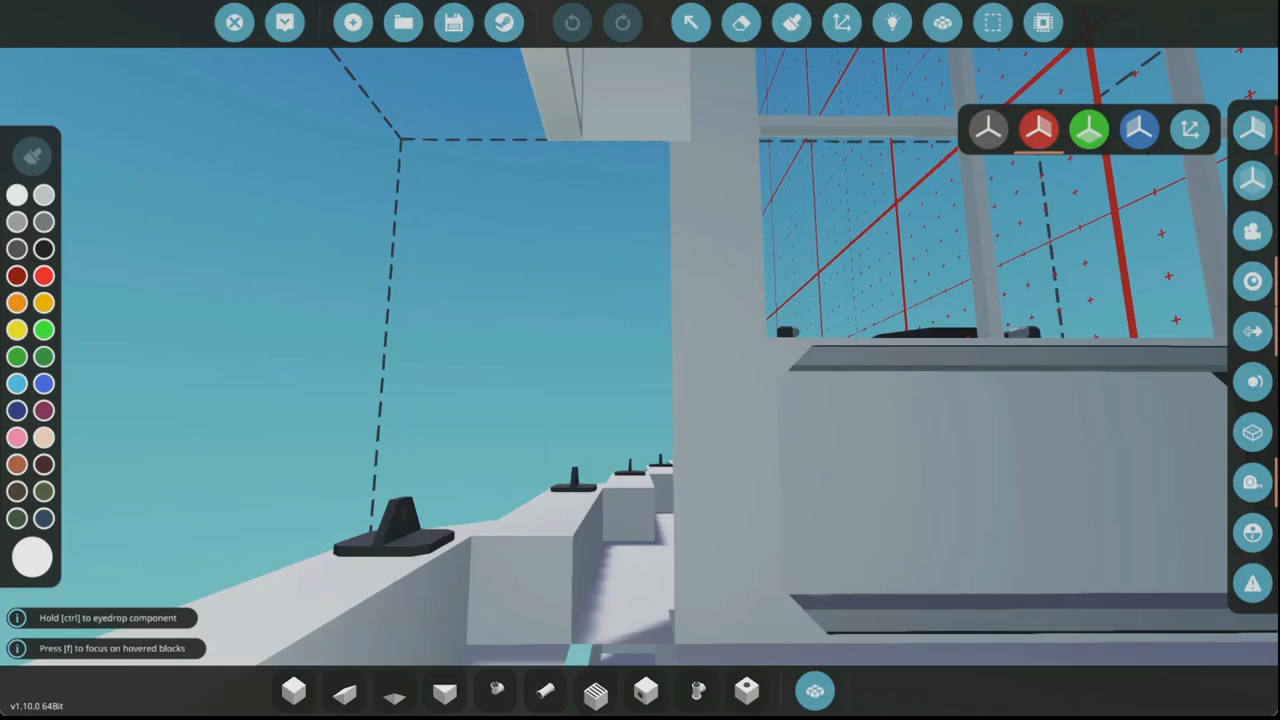 Hold [ctrl] to eyedrop component
Press [f] to focus on hovered blocks
v1.10.0 64Bit